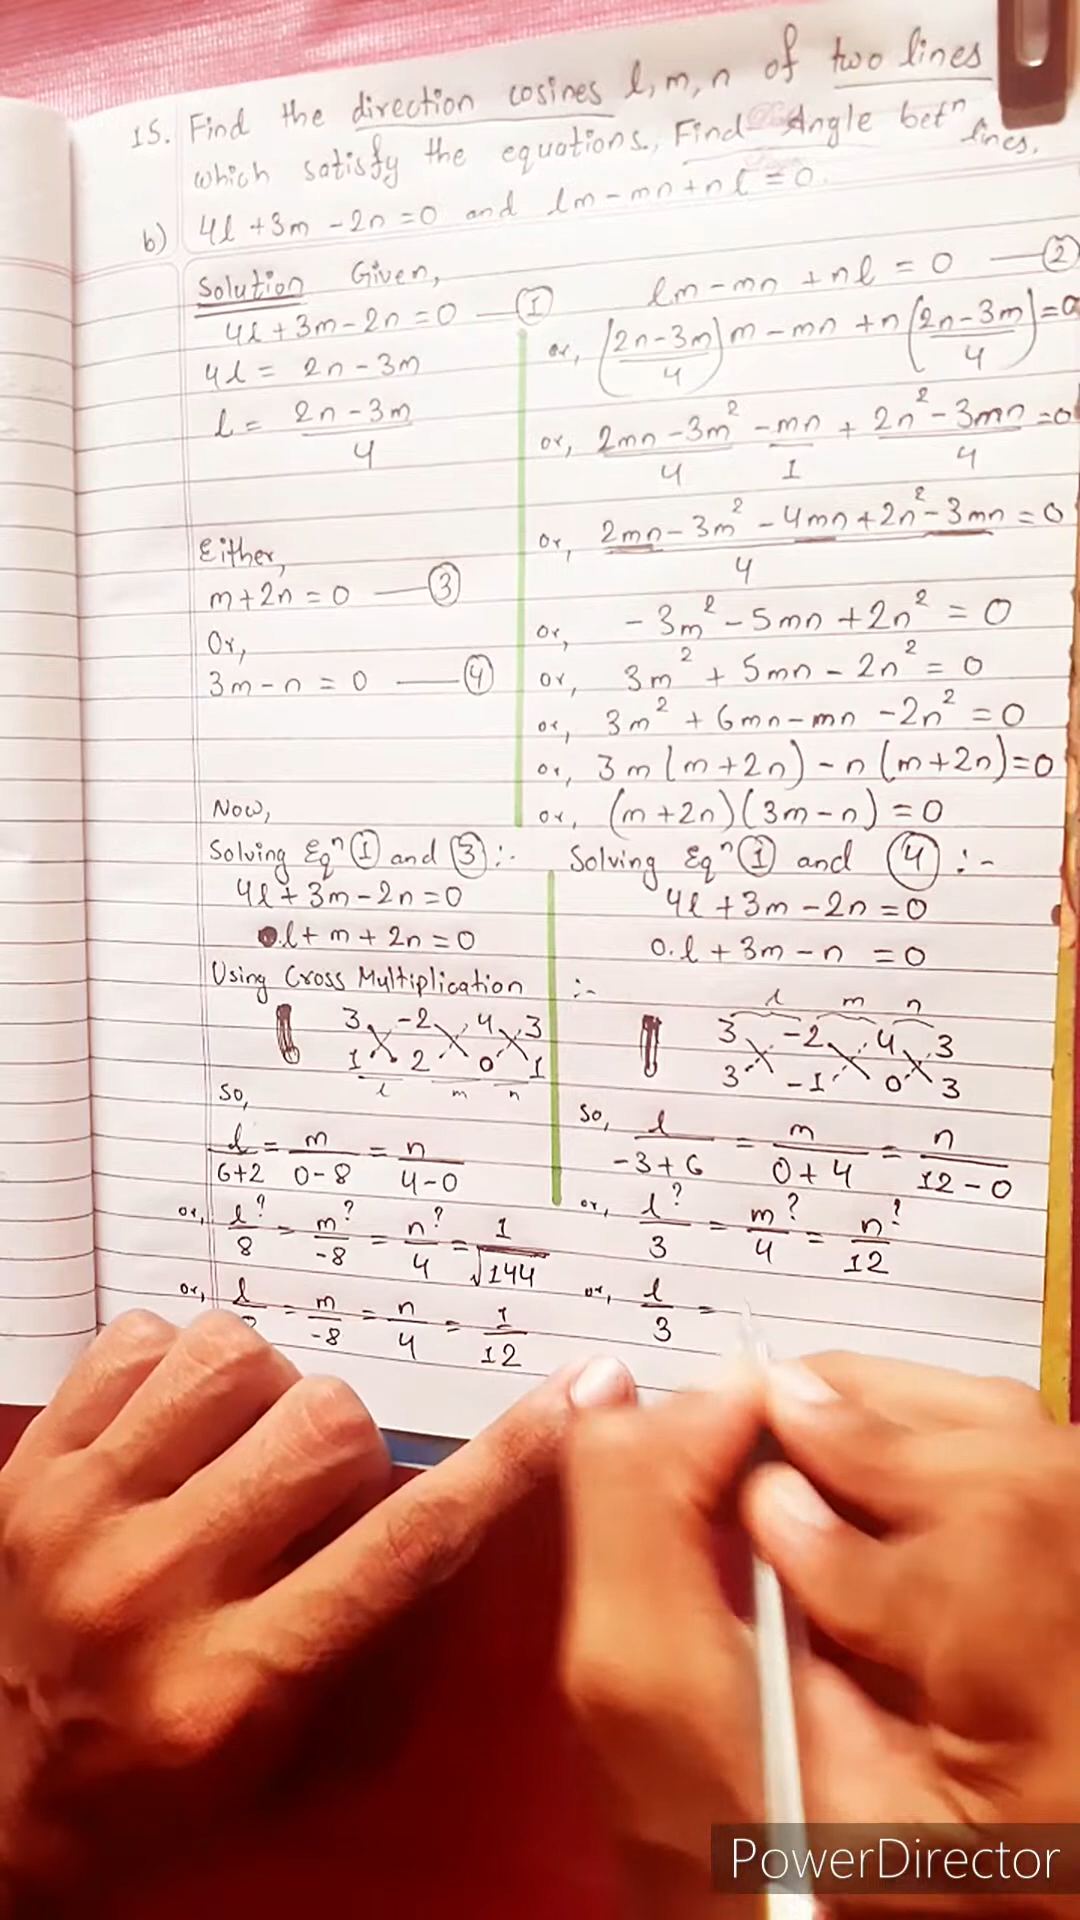 15. Find the direction cosines l, m, n of two lines
which satisfy the equations, Find Angle betⁿ lines.
b) 4l + 3m - 2n = 0 and lm - mn + nl = 0.
Solution Given,
4l + 3m - 2n = 0 — ①
4l = 2n - 3m
l = (2n - 3m)/4
Either,
m + 2n = 0 — ③
Or,
3m - n = 0 — ④
lm - mn + nl = 0 — ②
or, ((2n - 3m)/4) m - mn + n ((2n - 3m)/4) = 0
or, (2mn - 3m²)/4 - mn/1 + (2n² - 3mn)/4 = 0
or, (2mn - 3m² - 4mn + 2n² - 3mn)/4 = 0
or, -3m² - 5mn + 2n² = 0
or, 3m² + 5mn - 2n² = 0
or, 3m² + 6mn - mn - 2n² = 0
or, 3m (m + 2n) - n (m + 2n) = 0
or, (m + 2n) (3m - n) = 0
Now,
Solving Eqⁿ ① and ③ :-
4l + 3m - 2n = 0
0.l + m + 2n = 0
Using Cross Multiplication :-
3 -2 4 3
1 2 0 1
l m n
So,
l/(6+2) = m/(0-8) = n/(4-0)
or, l?/8 = m?/-8 = n?/4 = 1/√144
or, l = m/-8 = n/4 = 1/12
Solving Eqⁿ ① and ④ :-
4l + 3m - 2n = 0
0.l + 3m - n = 0
l m n
3 -2 4 3
3 -1 0 3
So, l/(-3+6) = m/(0+4) = n/(12-0)
or, l?/3 = m?/4 = n?/12
or, l/3 =
PowerDirector